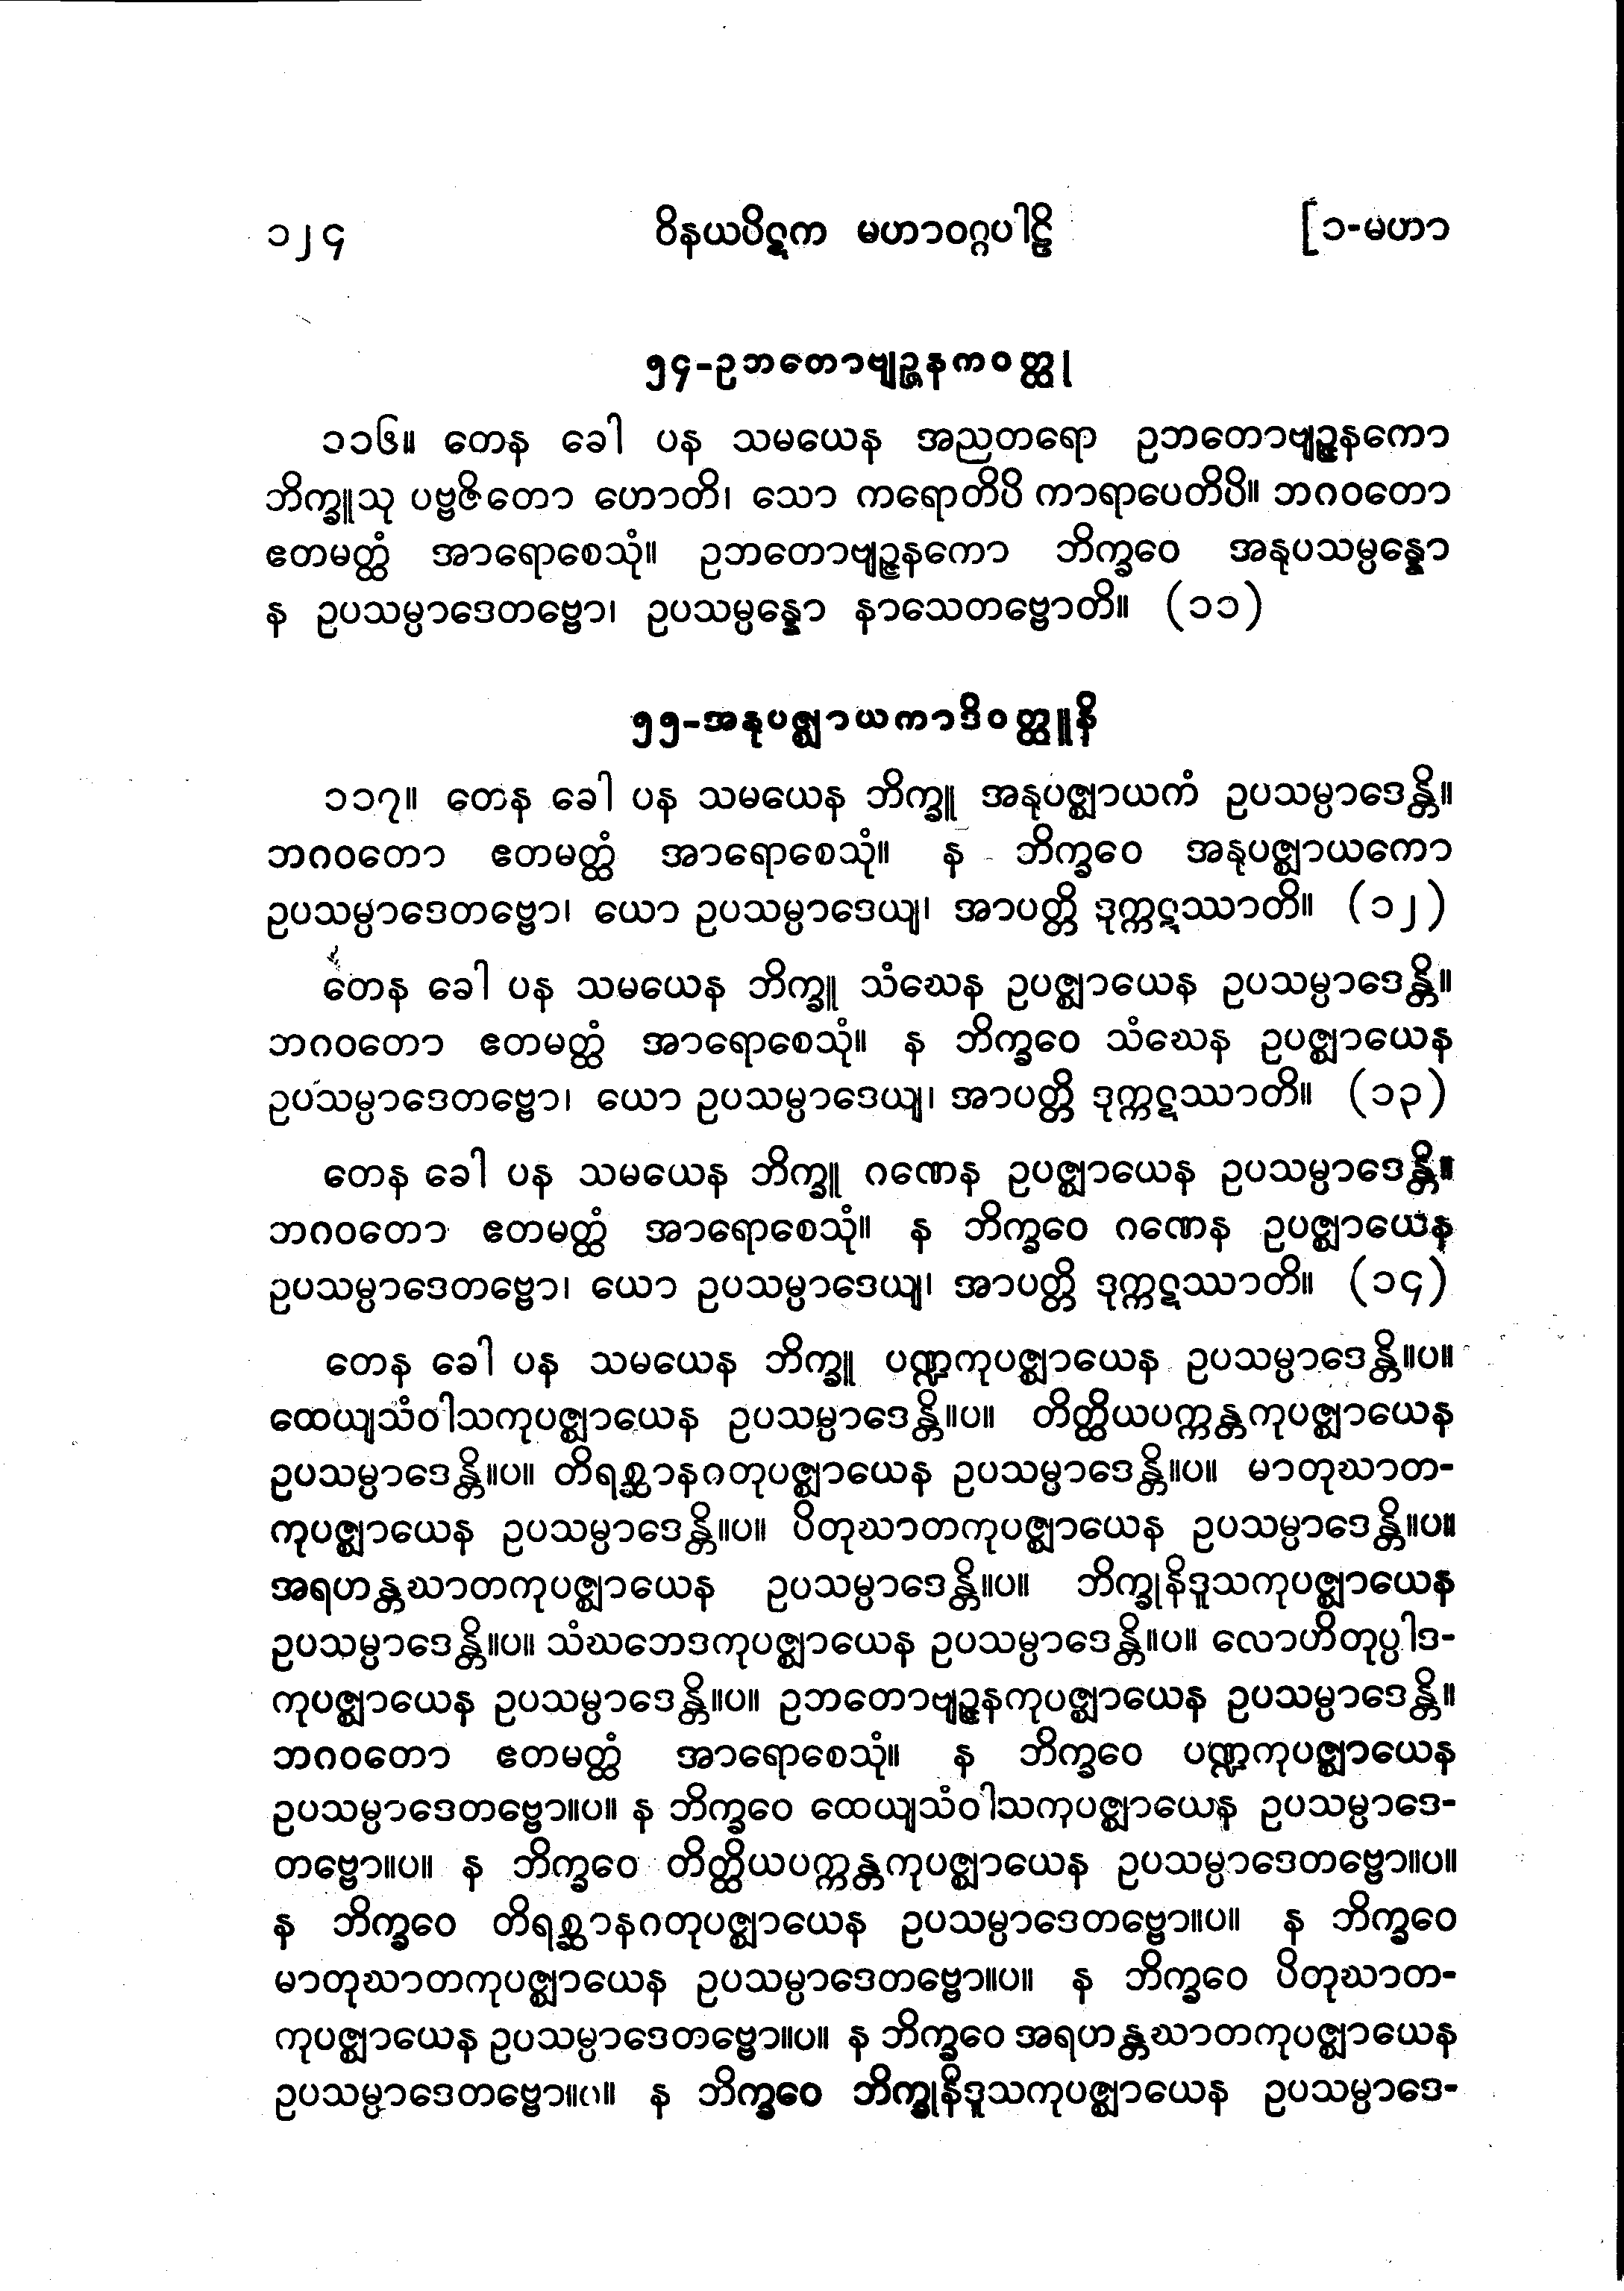 ၁၂၄ ဝိနယပိဋက မဟာဝဂ္ဂပါဠိ [၁-မဟာ
၅၄-ဥဘတောဗျဉ္ဇနကဝတ္ထု
၁၁၆။ တေန ခေါ ပန သမယေန အညတရော ဥဘတောဗျဉ္ဇနကော
ဘိက္ခူသု ပဗ္ဗဇိတော ဟောတိ၊ သော ကရောတိပိ ကာရာပေတိပိ။ ဘဂဝတော
ဧတမတ္ထံ အာရောစေသုံ။ ဥဘတောဗျဉ္ဇနကော ဘိက္ခဝေ အနုပသမ္ပန္နော
န ဥပသမ္ပာဒေတဗ္ဗော၊ ဥပသမ္ပန္နော နာသေတဗ္ဗောတိ။ (၁၁)
၅၅-အနုပဇ္ဈာယကာဒိဝတ္ထူနိ
၁၁၇။ တေန ခေါ ပန သမယေန ဘိက္ခူ အနုပဇ္ဈာယကံ ဥပသမ္ပာဒေန္တိ။
ဘဂဝတော ဧတမတ္ထံ အာရောစေသုံ။ န ဘိက္ခဝေ အနုပဇ္ဈာယကော
ဥပသမ္ပာဒေတဗ္ဗော၊ ယော ဥပသမ္ပာဒေယျ၊ အာပတ္တိ ဒုက္ကဋဿာတိ။ (၁၂)
တေန ခေါ ပန သမယေန ဘိက္ခူ သံဃေန ဥပဇ္ဈာယေန ဥပသမ္ပာဒေန္တိ။
ဘဂဝတော ဧတမတ္ထံ အာရောစေသုံ။ န ဘိက္ခဝေ သံဃေန ဥပဇ္ဈာယေန
ဥပသမ္ပာဒေတဗ္ဗော၊ ယော ဥပသမ္ပာဒေယျ၊ အာပတ္တိ ဒုက္ကဋဿာတိ။ (၁၃)
တေန ခေါ ပန သမယေန ဘိက္ခူ ဂဏေန ဥပဇ္ဈာယေန ဥပသမ္ပာဒေန္တိ။
ဘဂဝတော ဧတမတ္ထံ အာရောစေသုံ။ န ဘိက္ခဝေ ဂဏေန ဥပဇ္ဈာယေန
ဥပသမ္ပာဒေတဗ္ဗော၊ ယော ဥပသမ္ပာဒေယျ၊ အာပတ္တိ ဒုက္ကဋဿာတိ။ (၁၄)
တေန ခေါ ပန သမယေန ဘိက္ခူ ပဏ္ဍကုပဇ္ဈာယေန ဥပသမ္ပာဒေန္တိ။ပ။
ထေယျသံဝါသကုပဇ္ဈာယေန ဥပသမ္ပာဒေန္တိ။ပ။ တိတ္ထိယပက္ကန္တကုပဇ္ဈာယေန
ဥပသမ္ပာဒေန္တိ။ပ။ တိရစ္ဆာနဂတုပဇ္ဈာယေန ဥပသမ္ပာဒေန္တိ။ပ။ မာတုဃာတ-
ကုပဇ္ဈာယေန ဥပသမ္ပာဒေန္တိ။ပ။ ပိတုဃာတကုပဇ္ဈာယေန ဥပသမ္ပာဒေန္တိ။ပ။
အရဟန္တဃာတကုပဇ္ဈာယေန ဥပသမ္ပာဒေန္တိ။ပ။ ဘိက္ခုနိဒူသကုပဇ္ဈာယေန
ဥပသမ္ပာဒေန္တိ။ပ။ သံဃဘေဒကုပဇ္ဈာယေန ဥပသမ္ပာဒေန္တိ။ပ။ လောဟိတုပ္ပါဒ-
ကုပဇ္ဈာယေန ဥပသမ္ပာဒေန္တိ။ပ။ ဥဘတောဗျဉ္ဇနကုပဇ္ဈာယေန ဥပသမ္ပာဒေန္တိ။
ဘဂဝတော ဧတမတ္ထံ အာရောစေသုံ။ န ဘိက္ခဝေ ပဏ္ဍကုပဇ္ဈာယေန
ဥပသမ္ပာဒေတဗ္ဗော။ပ။ န ဘိက္ခဝေ ထေယျသံဝါသကုပဇ္ဈာယေန ဥပသမ္ပာဒေ-
တဗ္ဗော။ပ။ န ဘိက္ခဝေ တိတ္ထိယပက္ကန္တကုပဇ္ဈာယေန ဥပသမ္ပာဒေတဗ္ဗော။ပ။
န ဘိက္ခဝေ တိရစ္ဆာနဂတုပဇ္ဈာယေန ဥပသမ္ပာဒေတဗ္ဗော။ပ။ န ဘိက္ခဝေ
မာတုဃာတကုပဇ္ဈာယေန ဥပသမ္ပာဒေတဗ္ဗော။ပ။ န ဘိက္ခဝေ ပိတုဃာတ-
ကုပဇ္ဈာယေန ဥပသမ္ပာဒေတဗ္ဗော။ပ။ န ဘိက္ခဝေ အရဟန္တဃာတကုပဇ္ဈာယေန
ဥပသမ္ပာဒေတဗ္ဗော။ပ။ န ဘိက္ခဝေ ဘိက္ခုနိဒူသကုပဇ္ဈာယေန ဥပသမ္ပာဒေ-